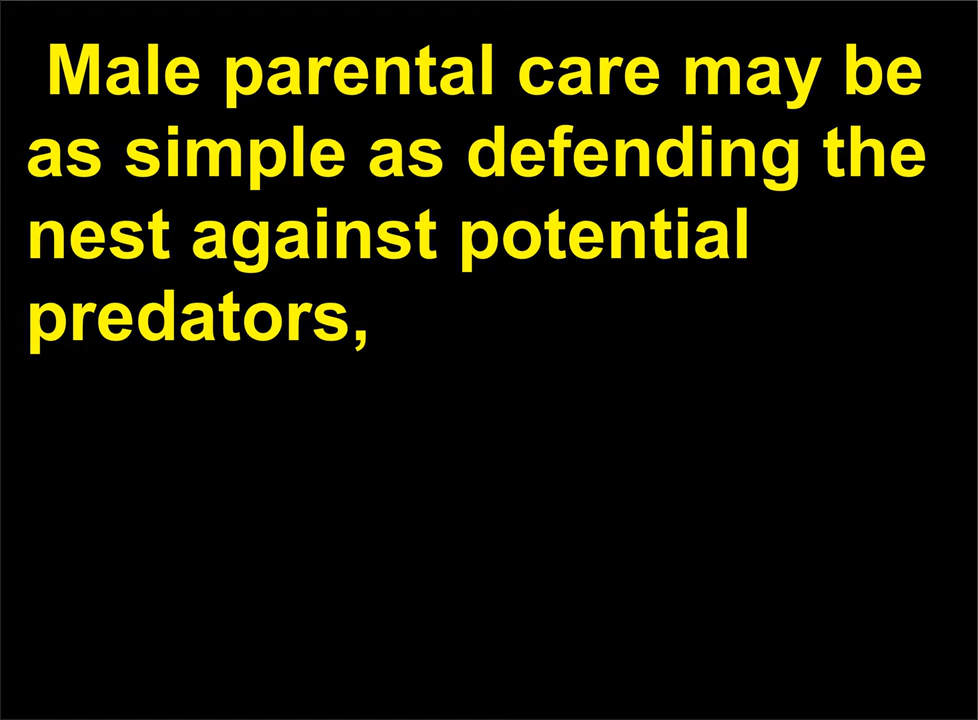 Male parental care may be
as simple as defending the
nest against potential
predators,